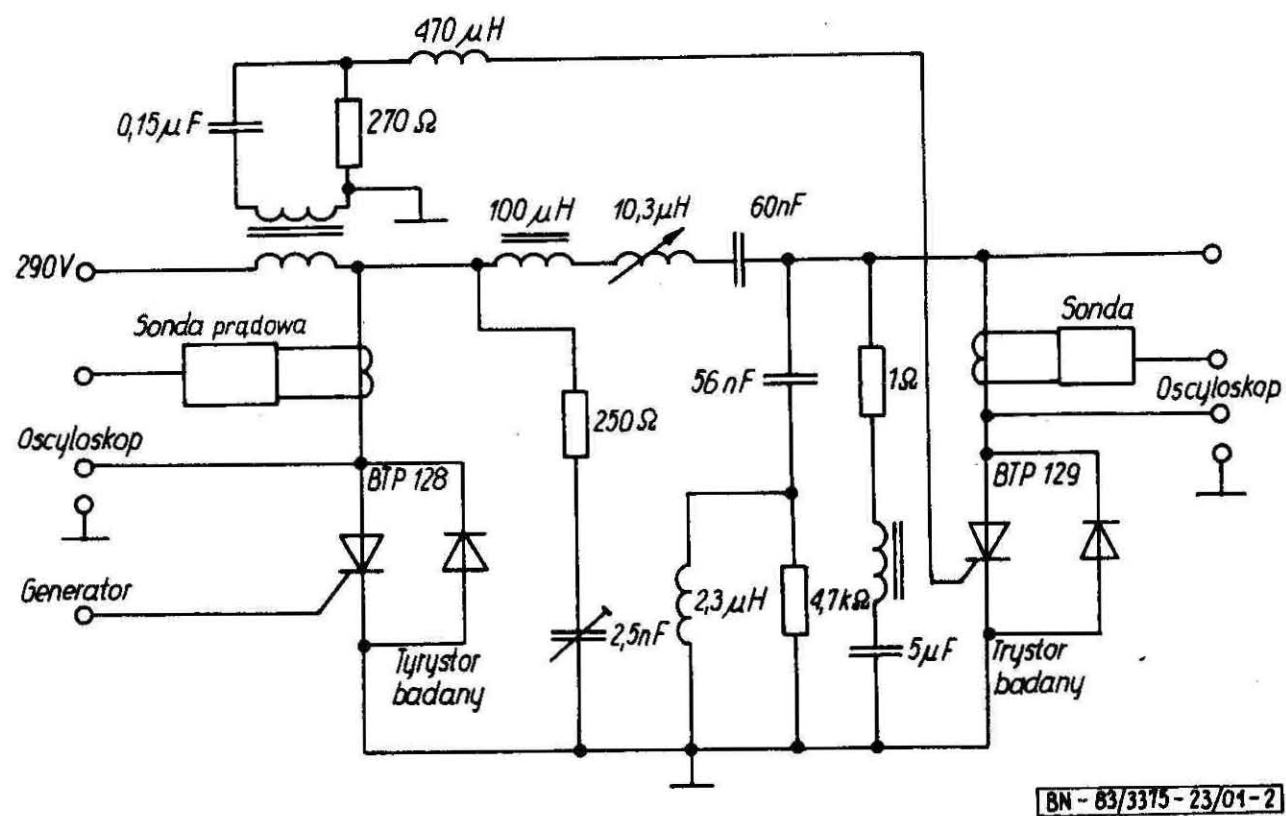 470 μH
0,15 μF
270 Ω
100 μH
10,3 μH
60nF
290V
Sonda prądowa
Sonda
56 nF
1Ω
250 Ω
Oscyloskop
Oscyloskop
BTP 128
BTP 129
Generator
2,3 μH
4,7kΩ
2,5nF
5μF
Tyrystor
badany
Trystor
badany
BN - 83/3375 - 23/01 - 2